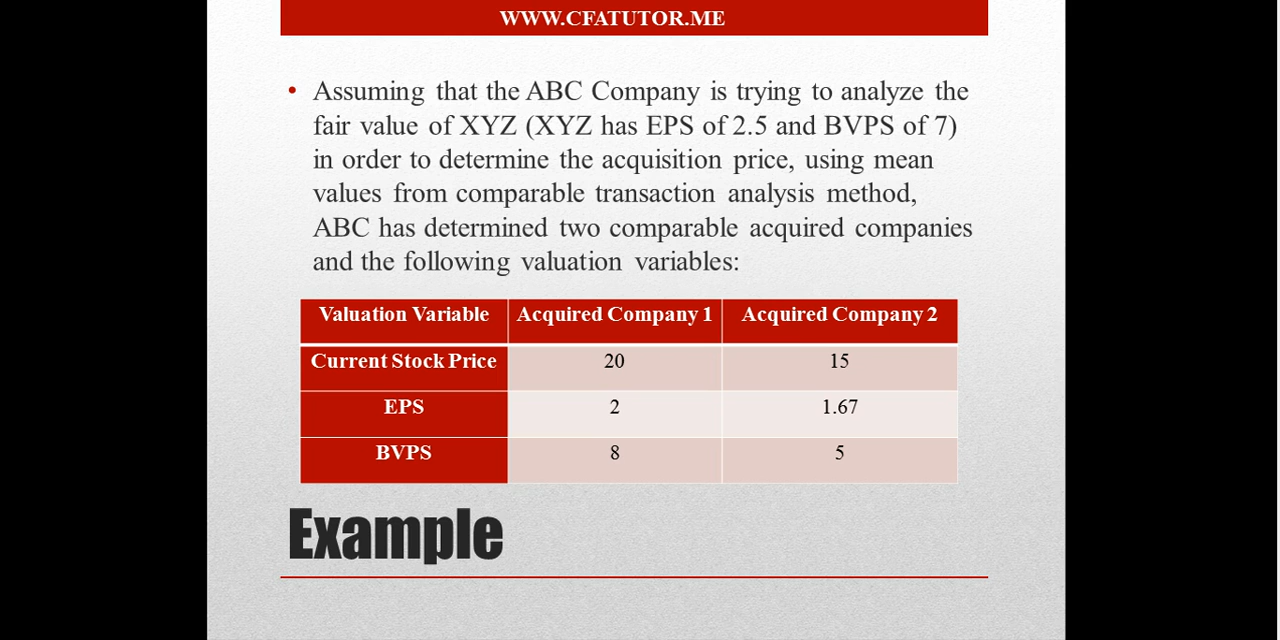 WWW.CFATUTOR.ME
• Assuming that the ABC Company is trying to analyze the
fair value of XYZ (XYZ has EPS of 2.5 and BVPS of 7)
in order to determine the acquisition price, using mean
values from comparable transaction analysis method,
ABC has determined two comparable acquired companies
and the following valuation variables:
Valuation Variable Acquired Company 1 Acquired Company 2
Current Stock Price 20 15
EPS 2 1.67
BVPS 8 5
Example